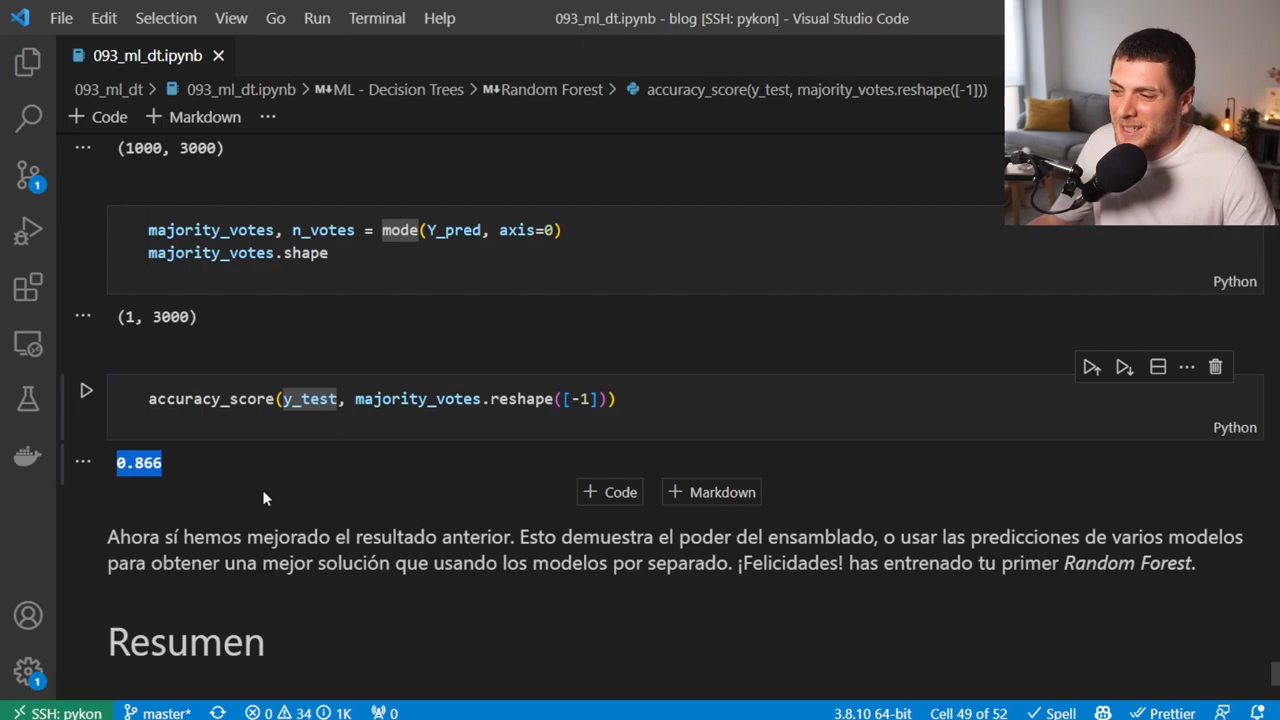 File Edit Selection View Go Run Terminal Help 093_ml_dt.ipynb - blog [SSH: pykon] - Visual Studio Code
093_ml_dt.ipynb
093_ml_dt > 093_ml_dt.ipynb > ML - Decision Trees > Random Forest > accuracy_score(y_test, majority_votes.reshape([-1]))
+ Code + Markdown ...
... (1000, 3000)
majority_votes, n_votes = mode(Y_pred, axis=0)
majority_votes.shape
Python
... (1, 3000)
accuracy_score(y_test, majority_votes.reshape([-1]))
Python
... 0.866
+ Code + Markdown
Ahora sí hemos mejorado el resultado anterior. Esto demuestra el poder del ensamblado, o usar las predicciones de varios modelos
para obtener una mejor solución que usando los modelos por separado. ¡Felicidades! has entrenado tu primer Random Forest.
Resumen
1
1
SSH: pykon master* 0 34 1K 0 3.8.10 64-bit Cell 49 of 52 Spell Prettier